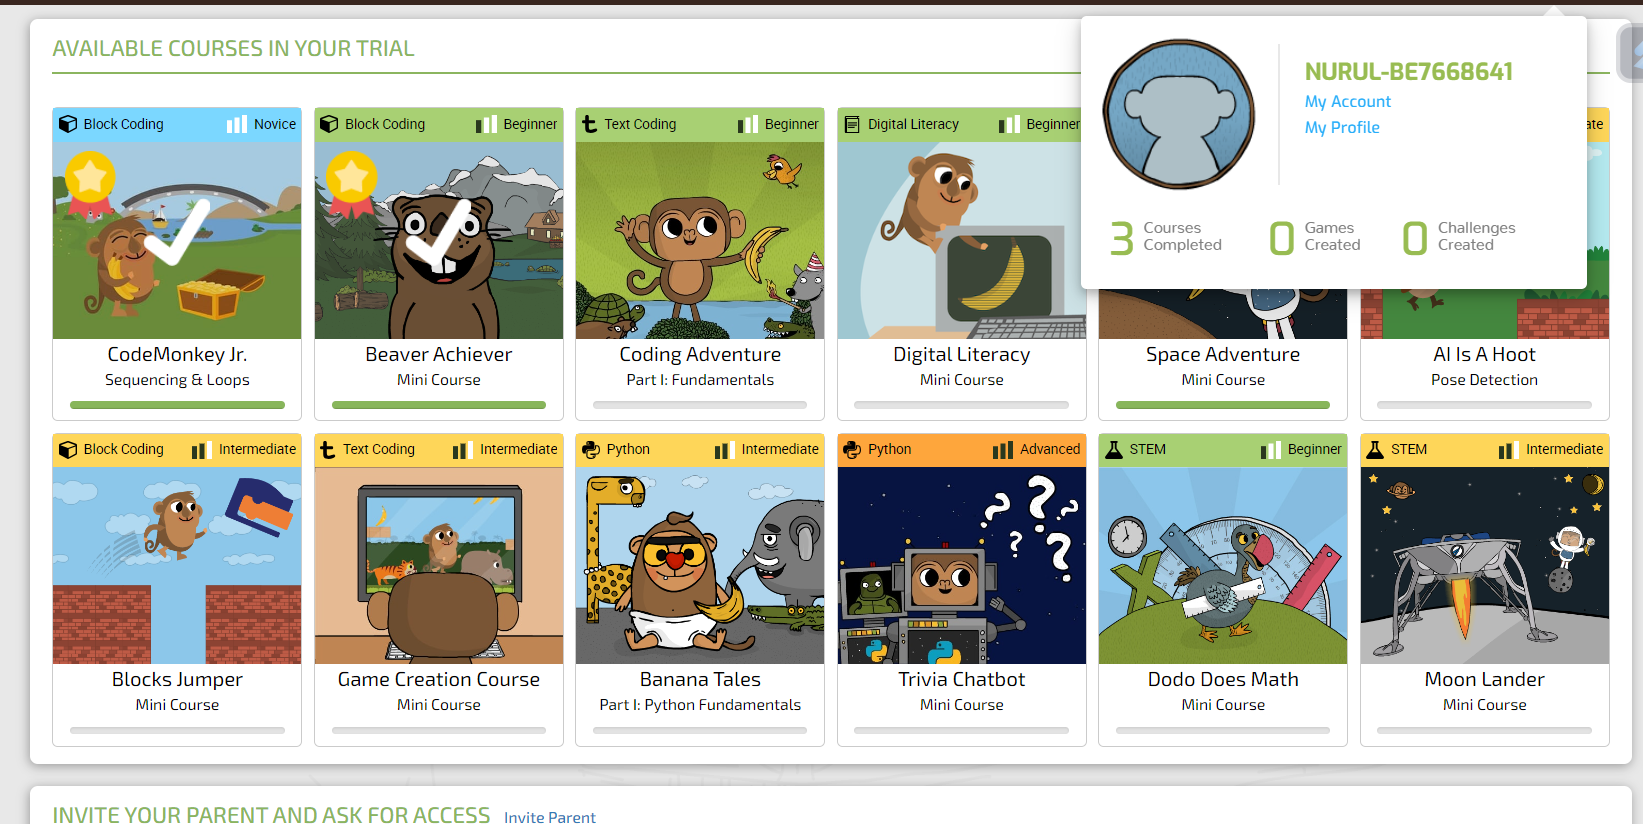 AVAILABLE COURSES IN YOUR TRIAL
NURUL-BE7668641
My Account
My Profile
3 Courses Completed
0 Games Created
0 Challenges Created
Block Coding Novice
CodeMonkey Jr.
Sequencing & Loops
Block Coding Beginner
Beaver Achiever
Mini Course
Text Coding Beginner
Coding Adventure
Part I: Fundamentals
Digital Literacy Beginner
Digital Literacy
Mini Course
Space Adventure
Mini Course
AI Is A Hoot
Pose Detection
Block Coding Intermediate
Blocks Jumper
Mini Course
Text Coding Intermediate
Game Creation Course
Mini Course
Python Intermediate
Banana Tales
Part I: Python Fundamentals
Python Advanced
Trivia Chatbot
Mini Course
STEM Beginner
Dodo Does Math
Mini Course
STEM Intermediate
Moon Lander
Mini Course
INVITE YOUR PARENT AND ASK FOR ACCESS Invite Parent